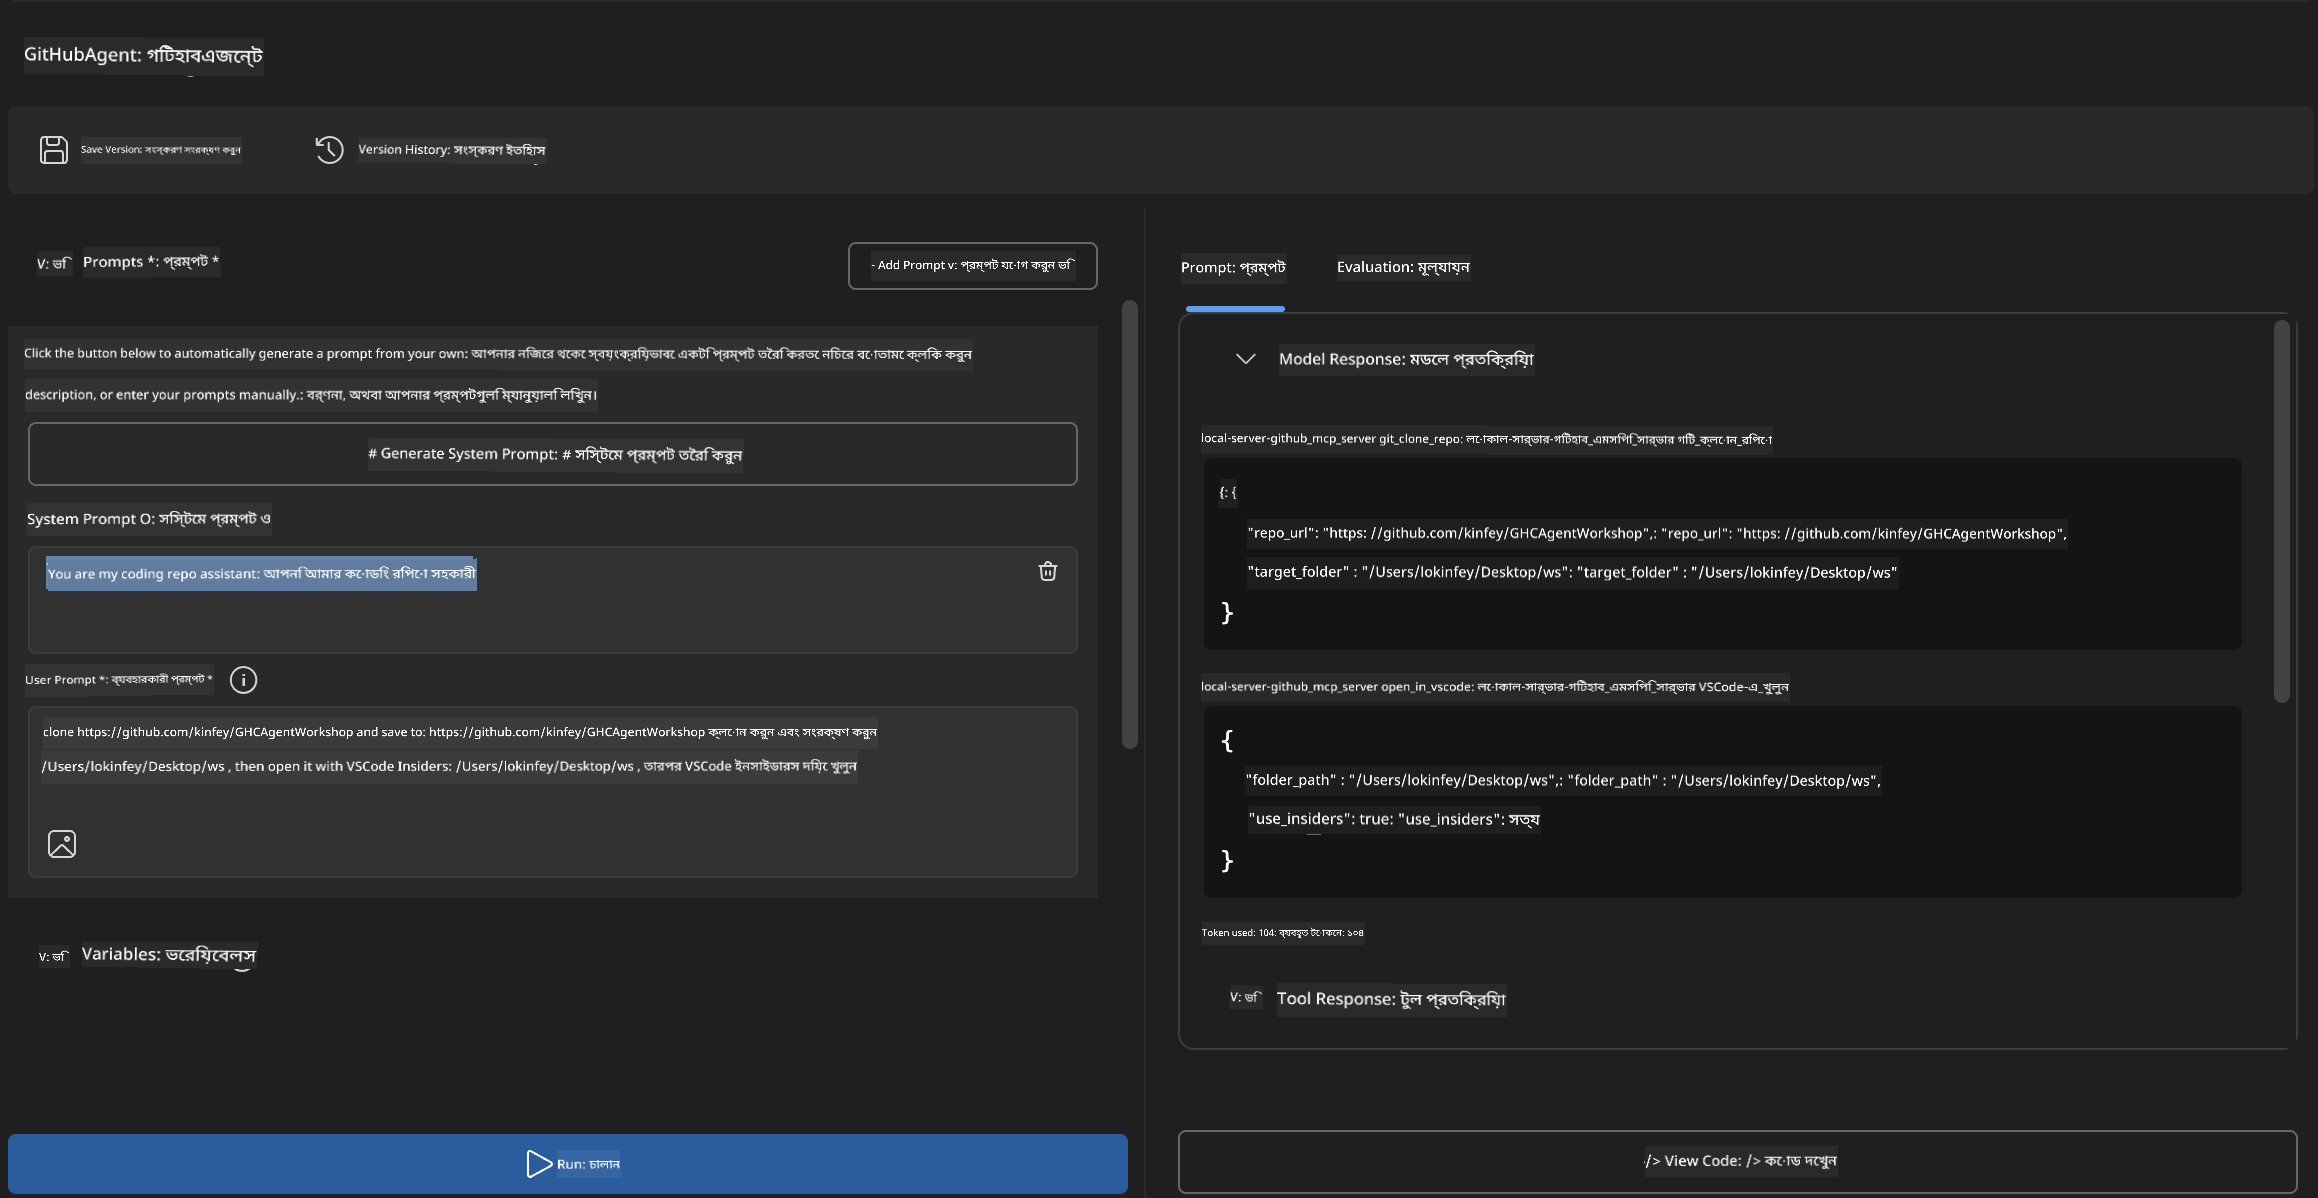 GitHubAgent: গিটহাবএজেন্ট
Save Version: সংস্করণ সংরক্ষণ করুন
Version History: সংস্করণ ইতিহাস
V: ভি
Prompts *: প্রম্পট *
- Add Prompt v: প্রম্পট যোগ করুন ভি
Click the button below to automatically generate a prompt from your own: আপনার নিজের থেকে স্বয়ংক্রিয়ভাবে একটি প্রম্পট তৈরি করতে নিচের বোতামে ক্লিক করুন
description, or enter your prompts manually.: বর্ণনা, অথবা আপনার প্রম্পটগুলি ম্যানুয়ালি লিখুন।
# Generate System Prompt: # সিস্টেম প্রম্পট তৈরি করুন
System Prompt O: সিস্টেম প্রম্পট ও
You are my coding repo assistant: আপনি আমার কোডিং রিপো সহকারী
User Prompt *: ব্যবহারকারী প্রম্পট *
clone https://github.com/kinfey/GHCAgentWorkshop and save to: https://github.com/kinfey/GHCAgentWorkshop ক্লোন করুন এবং সংরক্ষণ করুন
/Users/lokinfey/Desktop/ws , then open it with VSCode Insiders: /Users/lokinfey/Desktop/ws , তারপর VSCode ইনসাইডারস দিয়ে খুলুন
V: ভি
Variables: ভেরিয়েবলস
Run: চালান
Prompt: প্রম্পট
Evaluation: মূল্যায়ন
Model Response: মডেল প্রতিক্রিয়া
local-server-github_mcp_server git_clone_repo: লোকাল-সার্ভার-গিটহাব_এমসিপি_সার্ভার গিট_ক্লোন_রিপো
{: {
"repo_url": "https: //github.com/kinfey/GHCAgentWorkshop",: "repo_url": "https: //github.com/kinfey/GHCAgentWorkshop",
"target_folder" : "/Users/lokinfey/Desktop/ws": "target_folder" : "/Users/lokinfey/Desktop/ws"
}
local-server-github_mcp_server open_in_vscode: লোকাল-সার্ভার-গিটহাব_এমসিপি_সার্ভার VSCode-এ_খুলুন
{
"folder_path" : "/Users/lokinfey/Desktop/ws",: "folder_path" : "/Users/lokinfey/Desktop/ws",
"use_insiders": true: "use_insiders": সত্য
}
Token used: 104: ব্যবহৃত টোকেন: ১০৪
V: ভি
Tool Response: টুল প্রতিক্রিয়া
/> View Code: /> কোড দেখুন